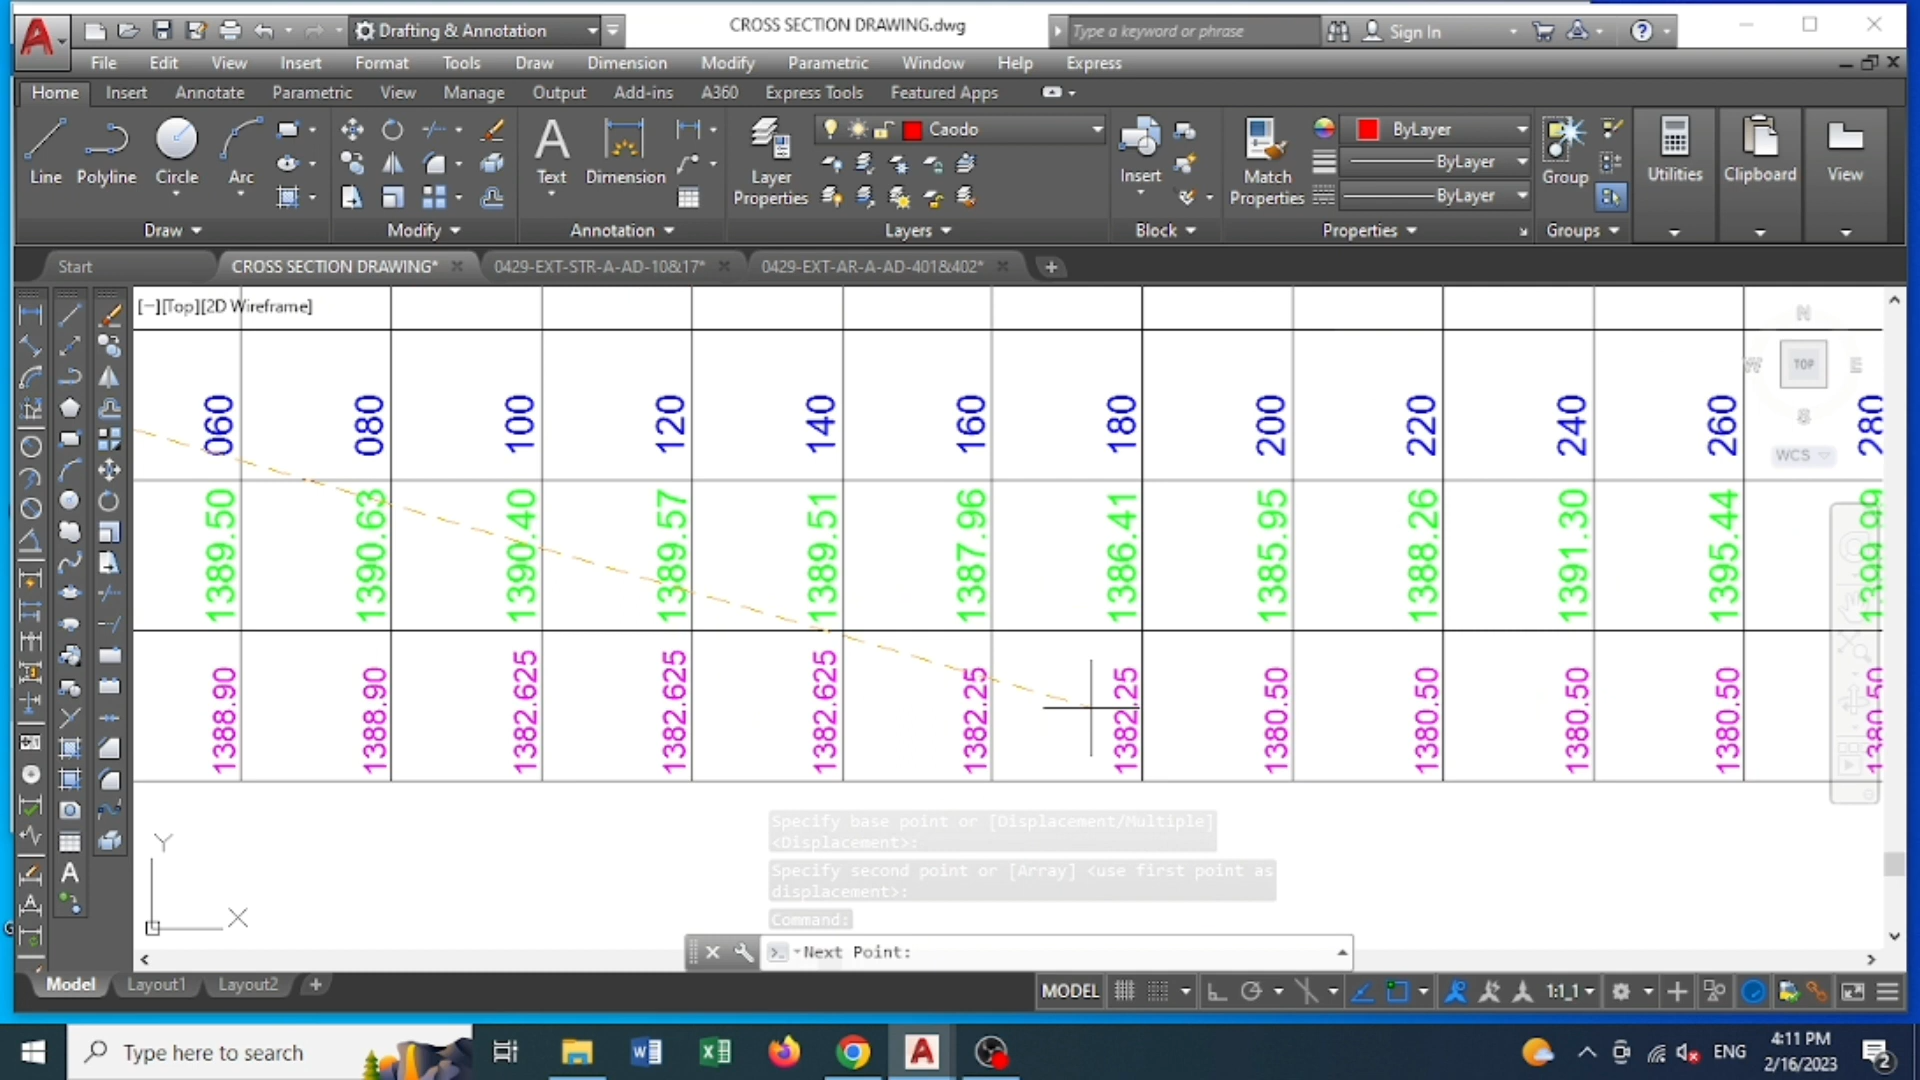 Drafting & Annotation
CROSS SECTION DRAWING.dwg
Type a keyword or phrase
Sign In
File Edit View Insert Format Tools Draw Dimension Modify Parametric Window Help Express
Home Insert Annotate Parametric View Manage Output Add-ins A360 Express Tools Featured Apps
Caodo
ByLayer
ByLayer
ByLayer
Line Polyline Circle Arc
Text Dimension
Layer Properties
Insert
Match Properties
Group
Utilities Clipboard View
Draw Modify Annotation Layers Block Properties Groups
Start CROSS SECTION DRAWING* 0429-EXT-STR-A-AD-10&17* 0429-EXT-AR-A-AD-401&402*
[−][Top][2D Wireframe]
N
W TOP E
S
WCS
060 080 100 120 140 160 180 200 220 240 260 280
1389.50 1390.63 1390.40 1389.57 1389.51 1387.96 1386.41 1385.95 1388.26 1391.30 1395.44 1399.99
1388.90 1388.90 1382.625 1382.625 1382.625 1382.25 1382.25 1380.50 1380.50 1380.50 1380.50 1380.50
Y
X
Specify base point or [Displacement/Multiple]
<Displacement>:
Specify second point or [Array] <use first point as
displacement>:
Command:
Next Point:
Model Layout1 Layout2
MODEL
1:1_1
Type here to search
ENG
4:11 PM
2/16/2023
2